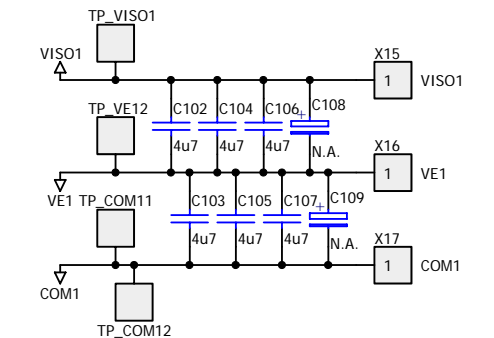 TP_VISO1
VISO1
X15
1
VISO1
TP_VE12
C102
C104
C106
C108
+
4u7
4u7
4u7
N.A.
X16
1
VE1
VE1
TP_COM11
C103
C105
C107
C109
+
4u7
4u7
4u7
N.A.
X17
1
COM1
COM1
TP_COM12